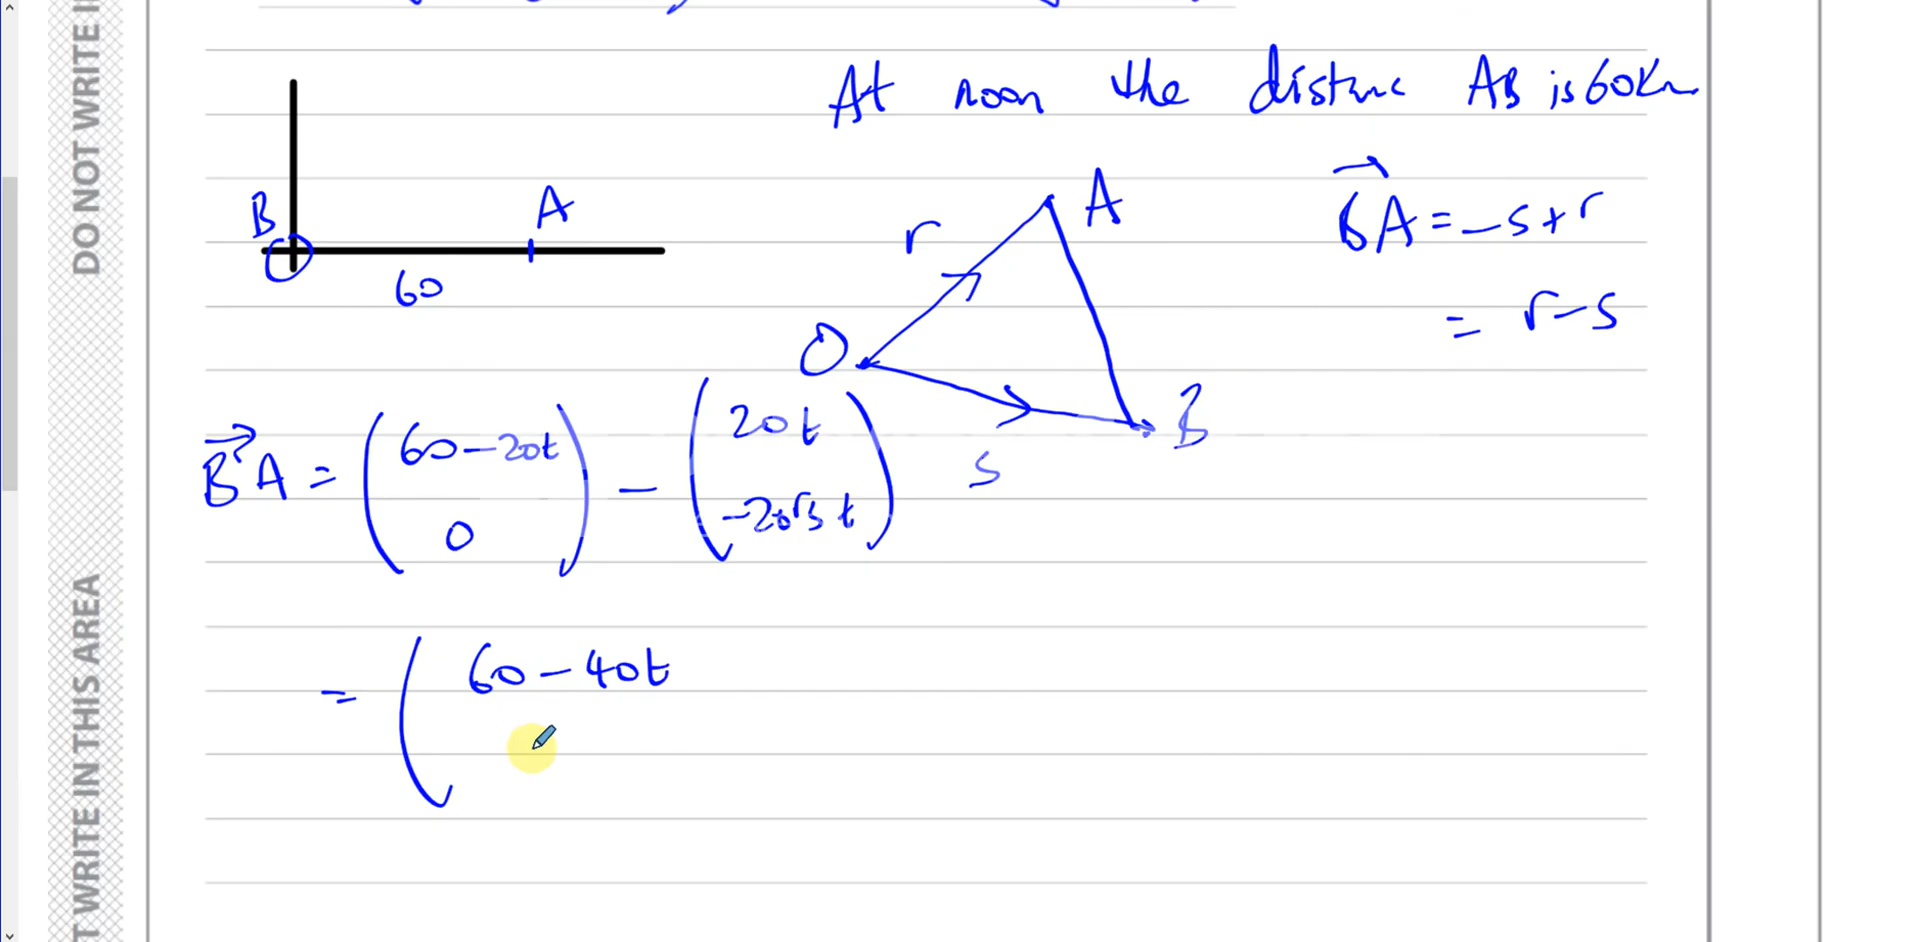 DO NOT WRITE I
T WRITE IN THIS AREA
At noon the distanc AB is 60Km
B
A
60
O
r
A
O
s
B
BA = -s+r
= r-s
BA = (60-20t
0) - (20t
-20√3 t)
= (60-40t